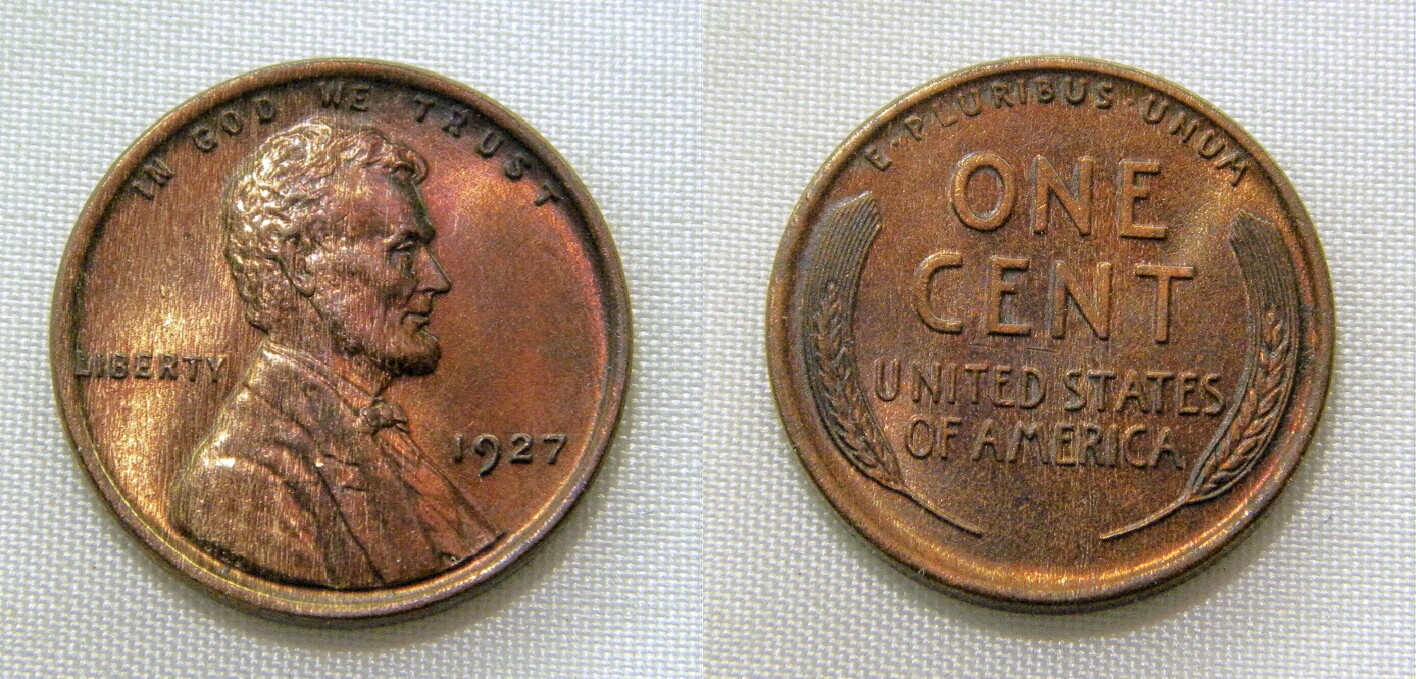 IN GOD WE TRUST
LIBERTY
1927
E·PLURIBUS·UNUM
ONE
CENT
UNITED STATES
OF AMERICA